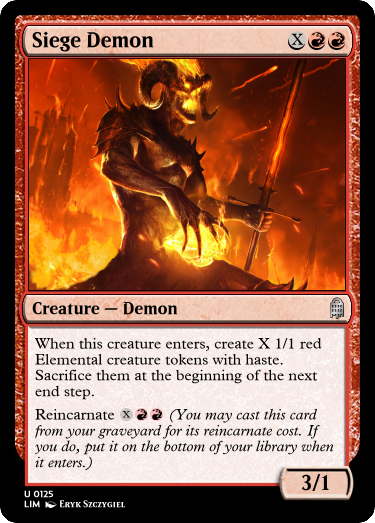 Siege Demon X
Creature — Demon
When this creature enters, create X 1/1 red
Elemental creature tokens with haste.
Sacrifice them at the beginning of the next
end step.
Reincarnate X (You may cast this card
from your graveyard for its reincarnate cost. If
you do, put it on the bottom of your library when
it enters.)
3/1
U 0125
LIM Eryk Szczygieł